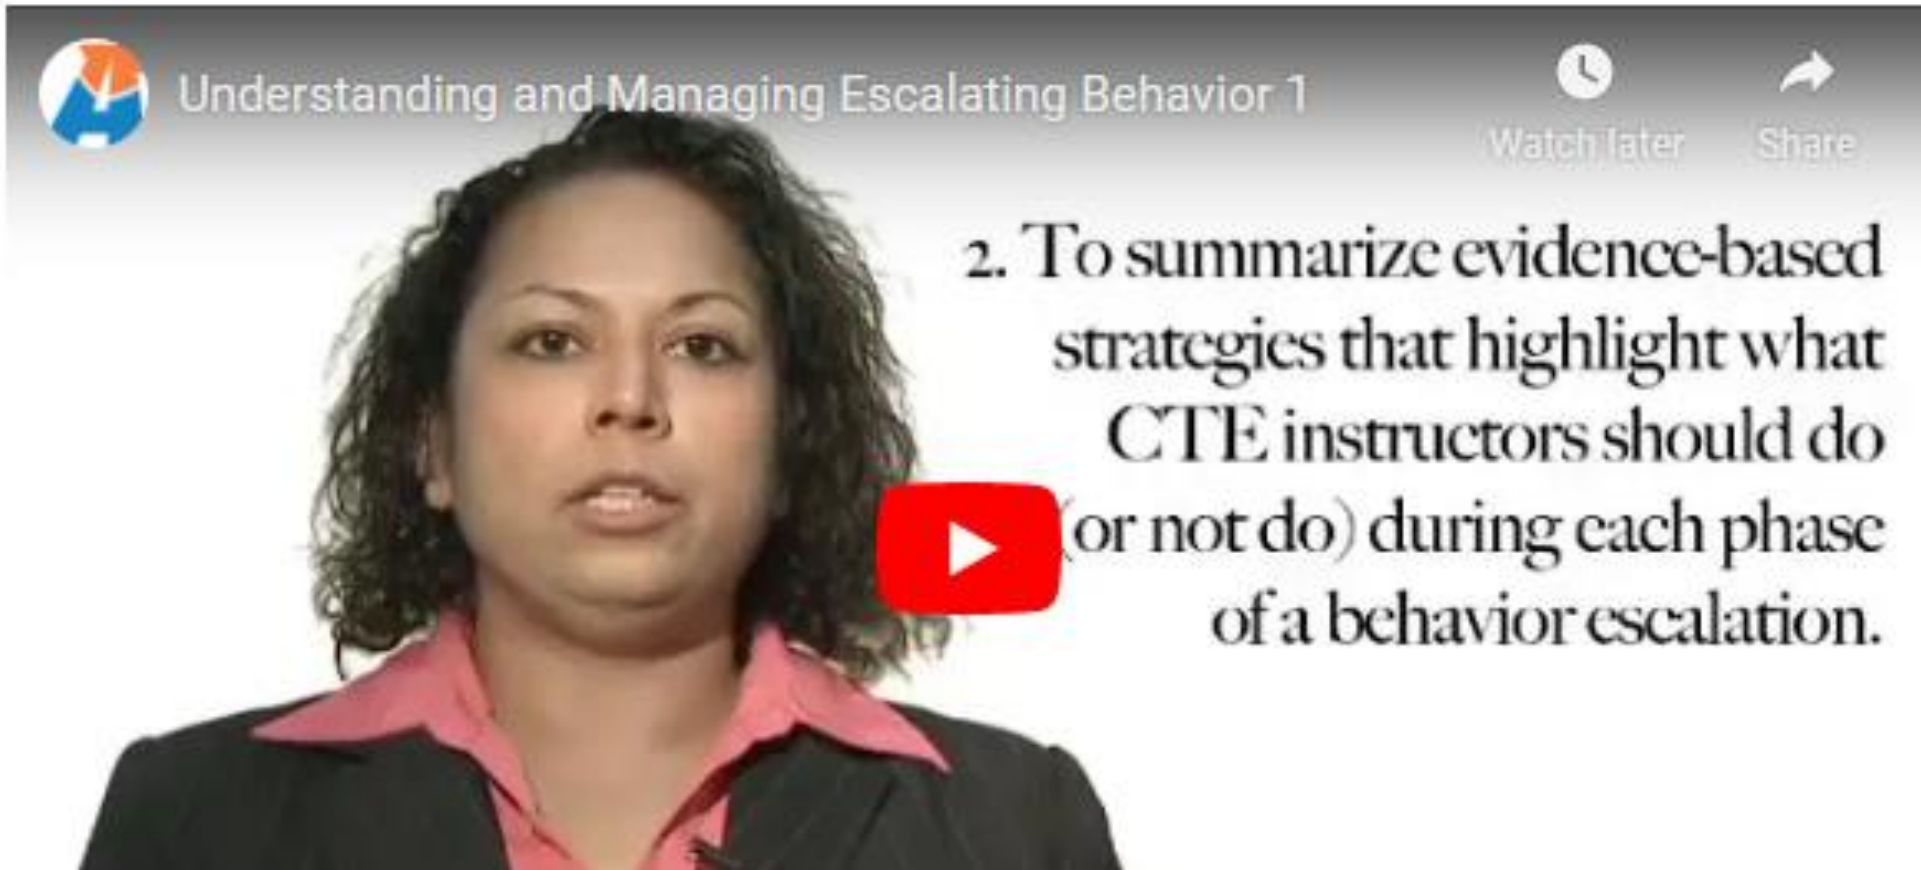 Understanding and Managing Escalating Behavior 1
Watch later
Share
2. To summarize evidence-based
strategies that highlight what
CTE instructors should do
(or not do) during each phase
of a behavior escalation.